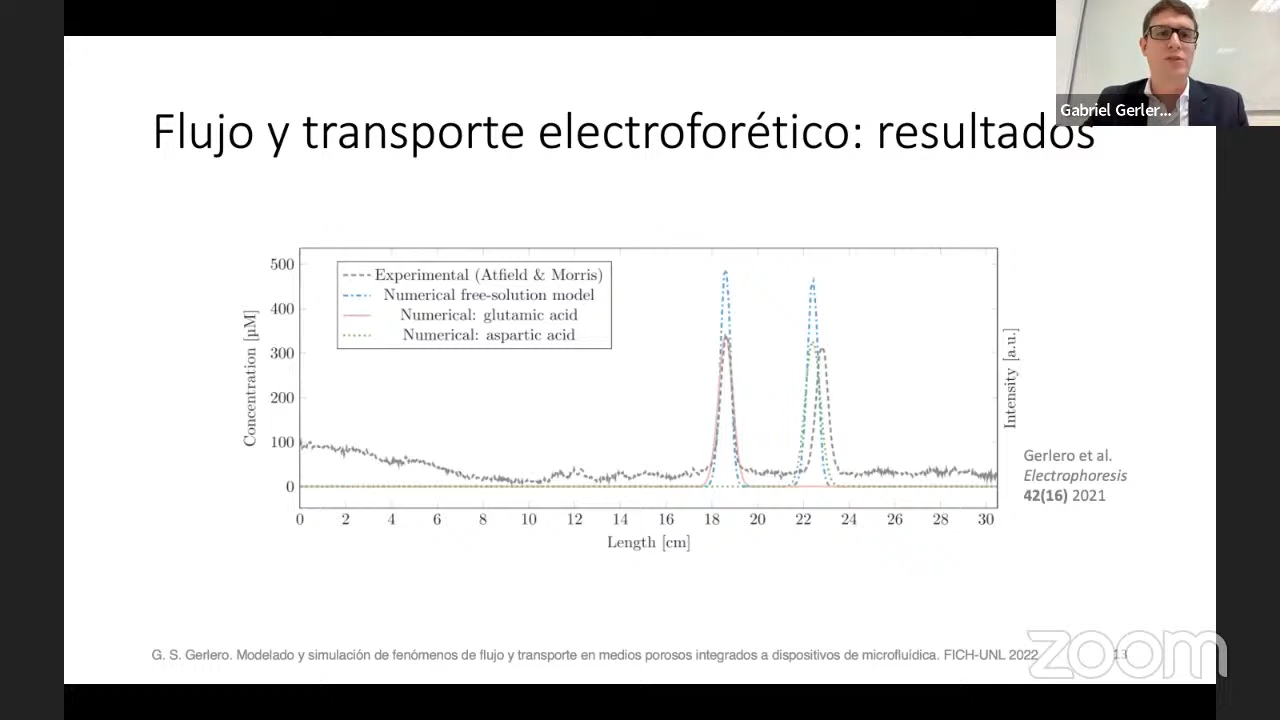 Gabriel Gerler...
Flujo y transporte electroforético: resultados
Experimental (Atfield & Morris)
Numerical free-solution model
Numerical: glutamic acid
Numerical: aspartic acid
500
400
300
200
100
0
Concentration [µM]
Intensity [a.u.]
0 2 4 6 8 10 12 14 16 18 20 22 24 26 28 30
Length [cm]
Gerlero et al.
Electrophoresis
42(16) 2021
G. S. Gerlero. Modelado y simulación de fenómenos de flujo y transporte en medios porosos integrados a dispositivos de microfluídica. FICH-UNL 2022
13
zoom